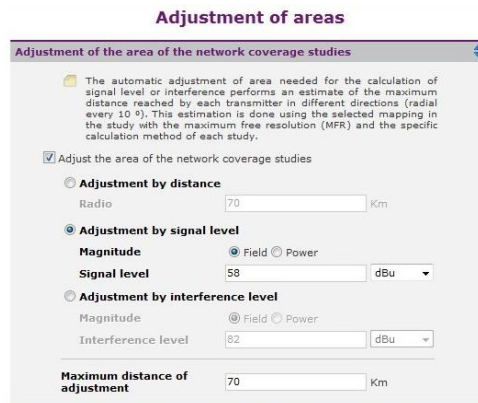 Adjustment of areas
Adjustment of the area of the network coverage studies
The automatic adjustment of area needed for the calculation of
signal level or interference performs an estimate of the maximum
distance reached by each transmitter in different directions (radial
every 10 º). This estimation is done using the selected mapping in
the study with the maximum free resolution (MFR) and the specific
calculation method of each study.
Adjust the area of the network coverage studies
Adjustment by distance
Radio 70 Km
Adjustment by signal level
Magnitude Field Power
Signal level 58 dBu
Adjustment by interference level
Magnitude Field Power
Interference level 82 dBu
Maximum distance of
adjustment 70 Km